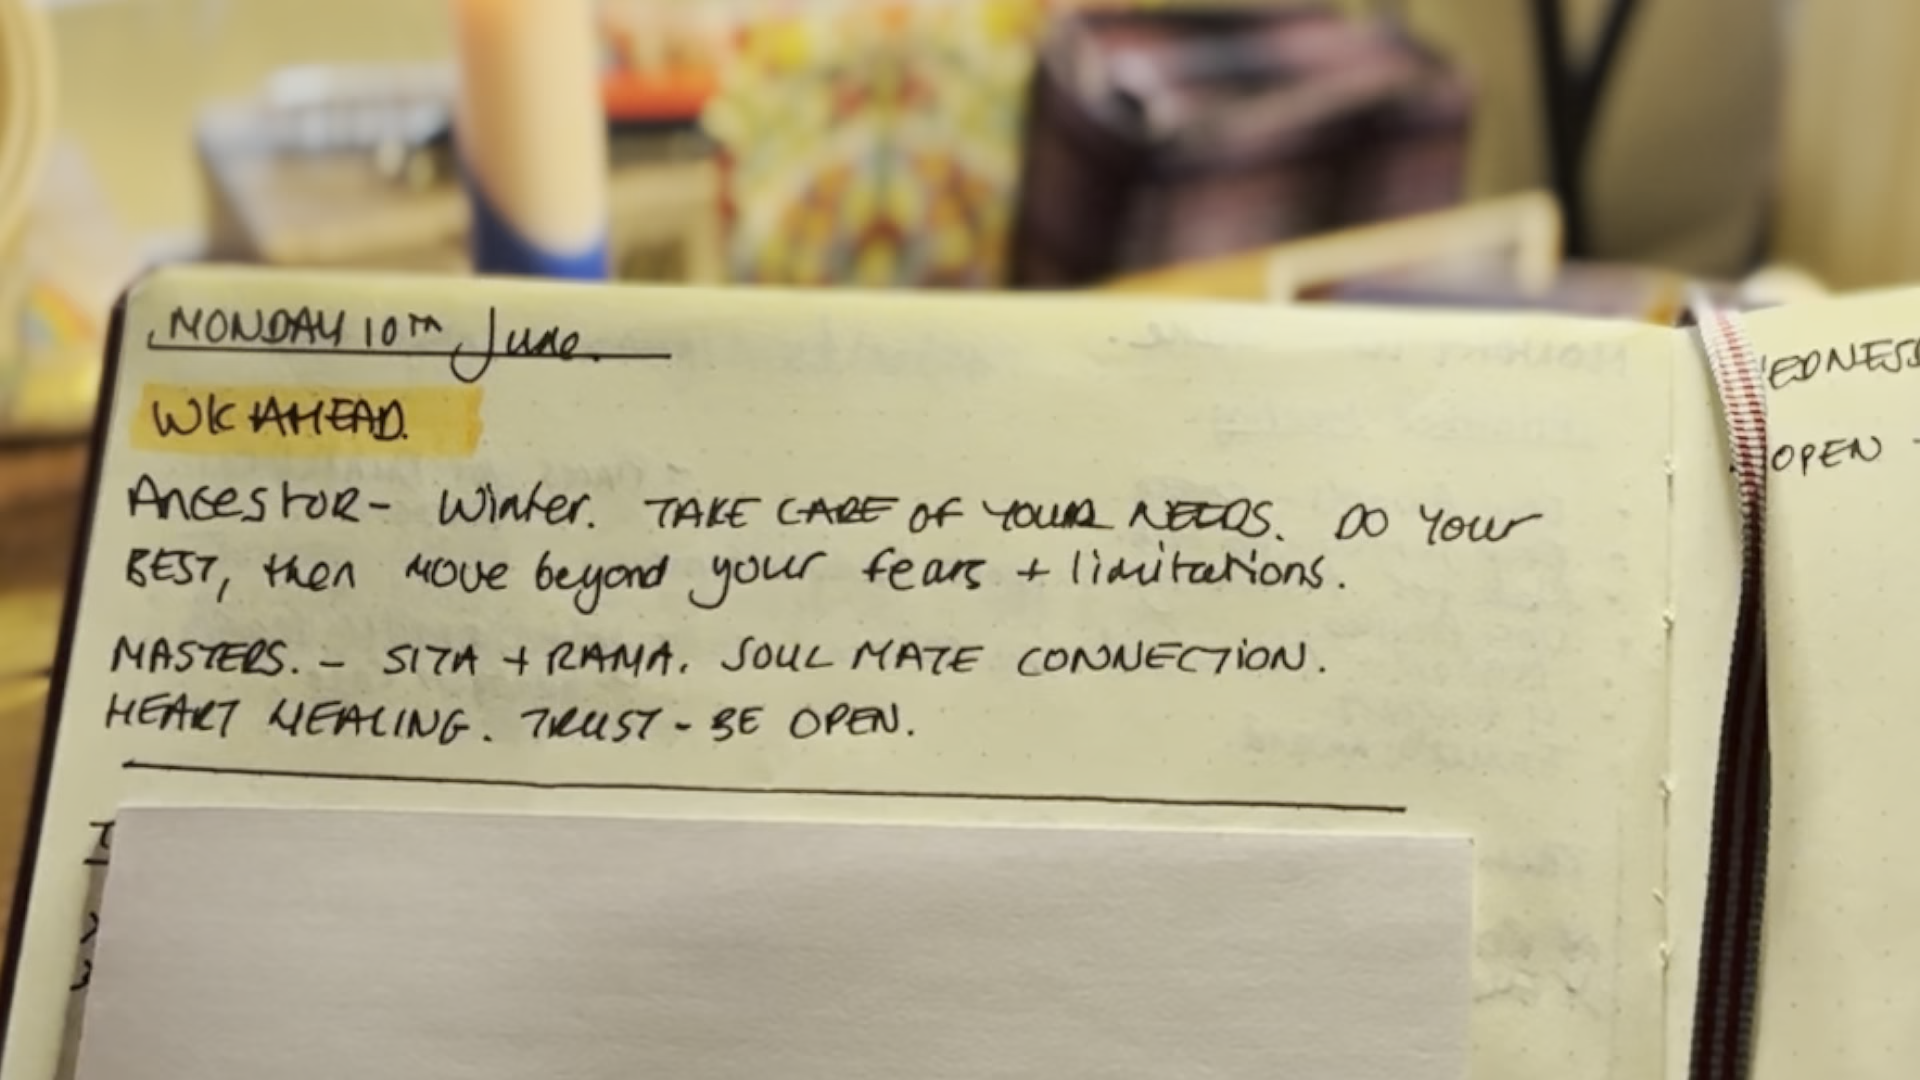 MONDAY 10TH June.
WK AHEAD.
Ancestor - Winter. TAKE CARE OF YOUR NEEDS. DO Your
BEST, then move beyond your fears + limitations.
MASTERS. - SITA + RAMA. SOUL MATE CONNECTION.
HEART HEALING. TRUST - BE OPEN.
OPEN